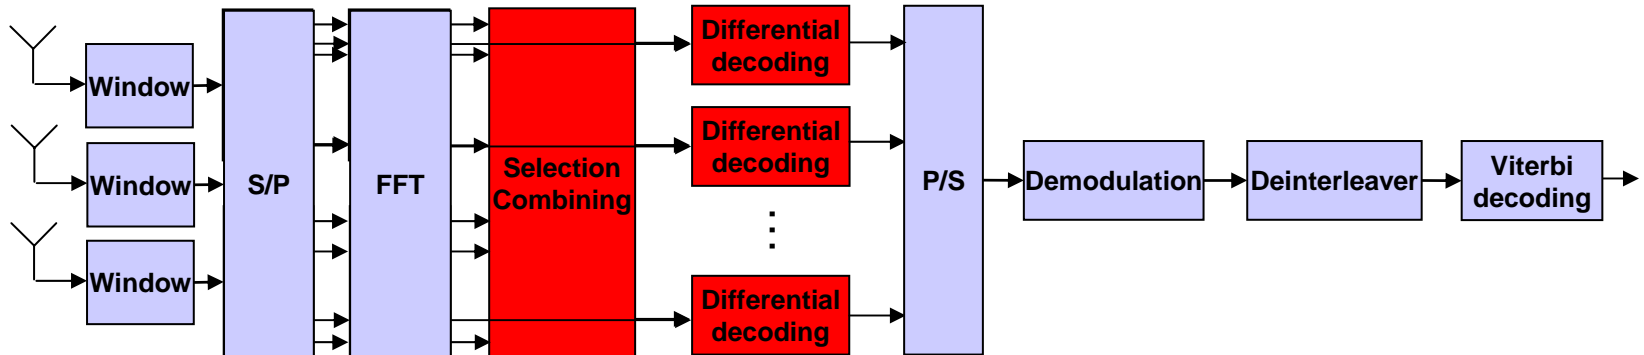 Window
Window
Window
S/P
FFT
Selection
Combining
Differential
decoding
Differential
decoding
Differential
decoding
P/S
Demodulation
Deinterleaver
Viterbi
decoding